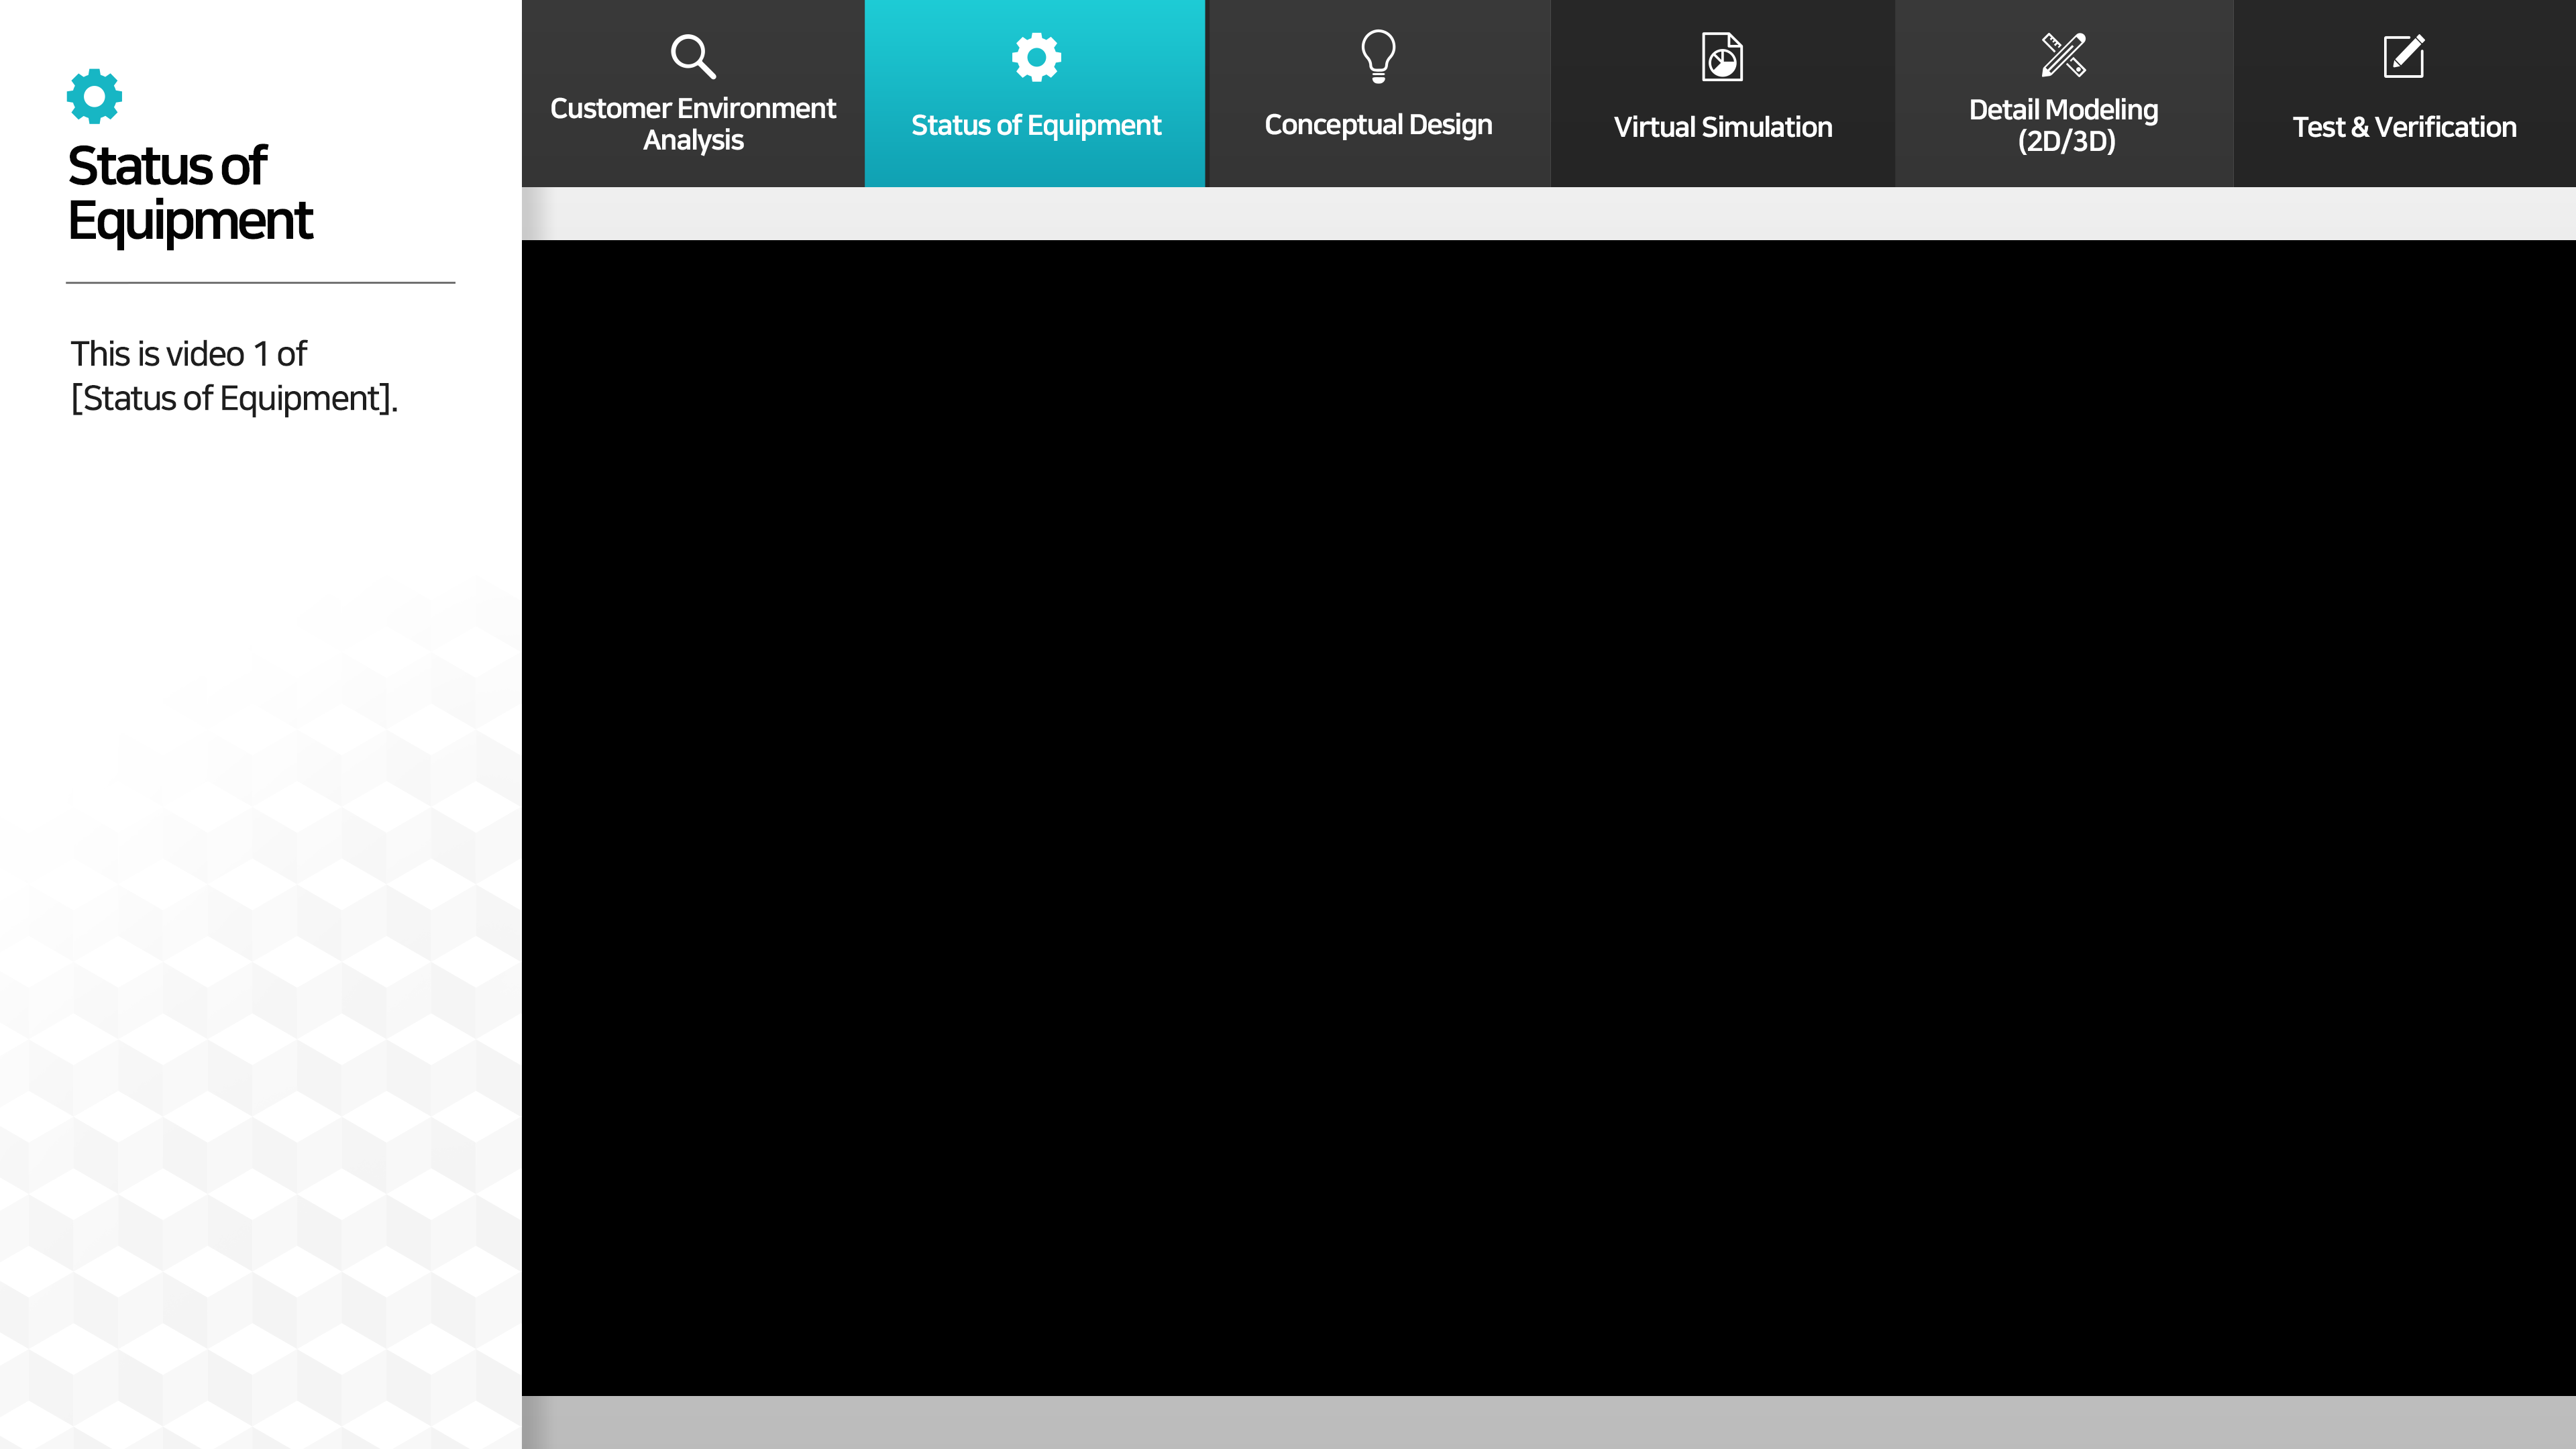 Status of
Equipment
This is video 1 of
[Status of Equipment].
Customer Environment
Analysis
Status of Equipment
Conceptual Design
Virtual Simulation
Detail Modeling
(2D/3D)
Test & Verification